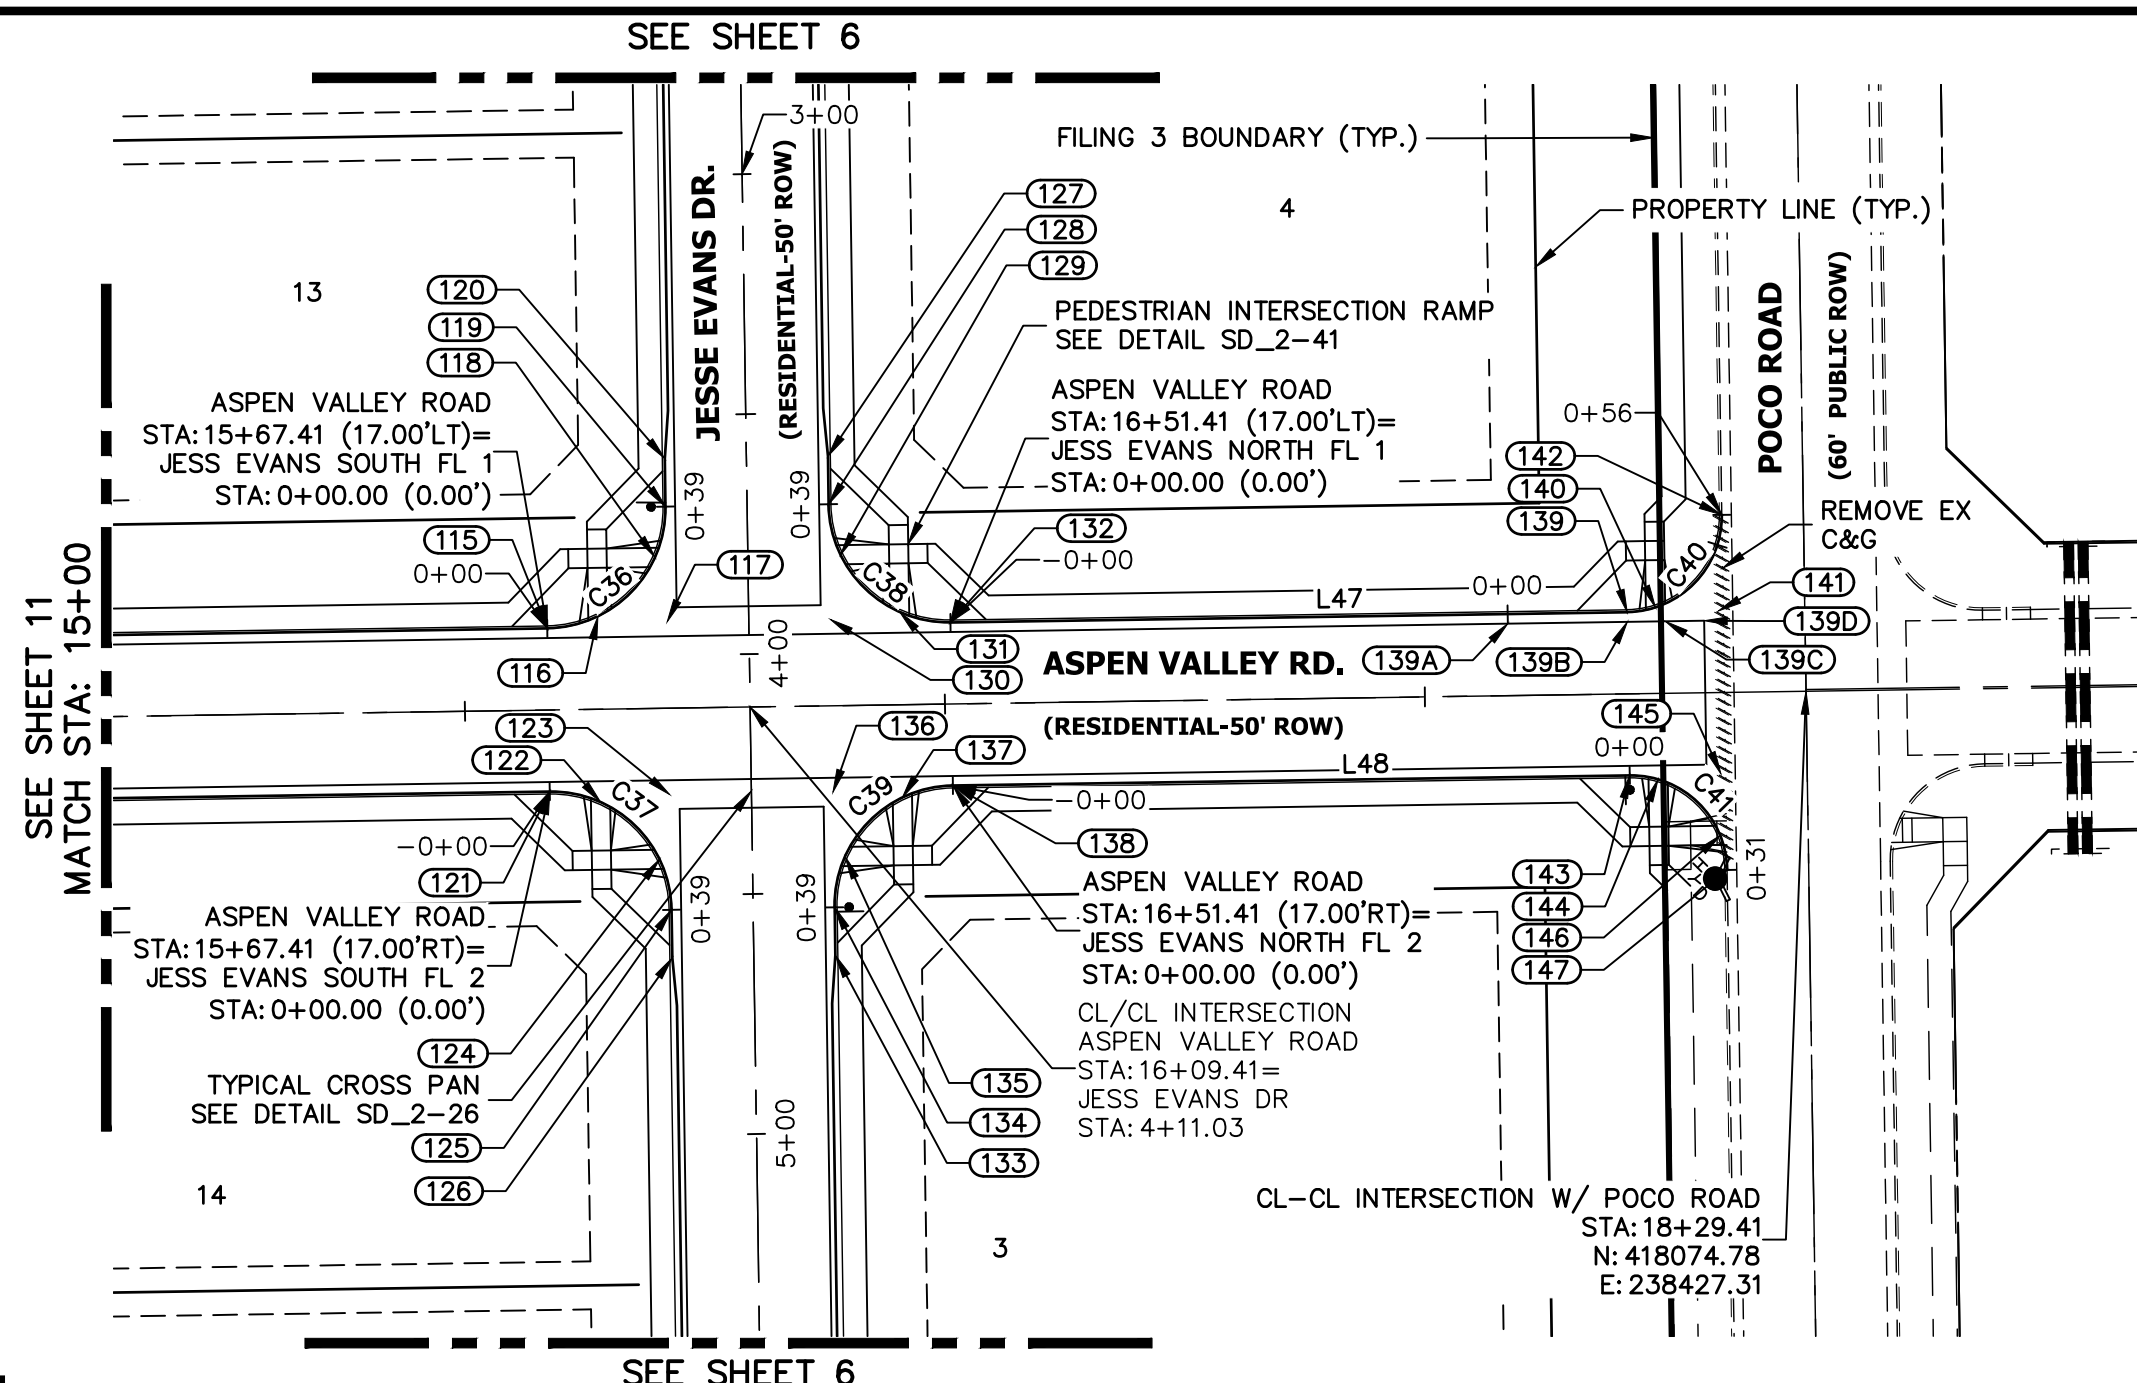 SEE SHEET 6
3+00
JESSE EVANS DR.
(RESIDENTIAL-50' ROW)
FILING 3 BOUNDARY (TYP.)
127
128
129
4
PROPERTY LINE (TYP.)
POCO ROAD
(60' PUBLIC ROW)
13
120
119
118
PEDESTRIAN INTERSECTION RAMP
SEE DETAIL SD_2-41
ASPEN VALLEY ROAD
STA:15+67.41 (17.00'LT)=
JESS EVANS SOUTH FL 1
STA:0+00.00 (0.00')
ASPEN VALLEY ROAD
STA:16+51.41 (17.00'LT)=
JESS EVANS NORTH FL 1
STA:0+00.00 (0.00')
0+56
142
140
139
REMOVE EX
C&G
0+39
0+39
115
0+00
C36
117
C38
132
-0+00
L47
0+00
C40
141
139D
SEE SHEET 11
MATCH STA: 15+00
116
4+00
131
130
ASPEN VALLEY RD.
139A
139B
139C
(RESIDENTIAL-50' ROW)
123
122
C37
136
137
C39
145
0+00
L48
C41
-0+00
121
-0+00
138
0+39
0+39
HYD
0+31
143
144
146
147
ASPEN VALLEY ROAD
STA:15+67.41 (17.00'RT)=
JESS EVANS SOUTH FL 2
STA:0+00.00 (0.00')
ASPEN VALLEY ROAD
STA:16+51.41 (17.00'RT)=
JESS EVANS NORTH FL 2
STA:0+00.00 (0.00')
CL/CL INTERSECTION
ASPEN VALLEY ROAD
STA:16+09.41=
JESS EVANS DR
STA:4+11.03
124
TYPICAL CROSS PAN
SEE DETAIL SD_2-26
125
126
135
134
133
5+00
14
3
CL-CL INTERSECTION W/ POCO ROAD
STA:18+29.41
N:418074.78
E:238427.31
SEE SHEET 6